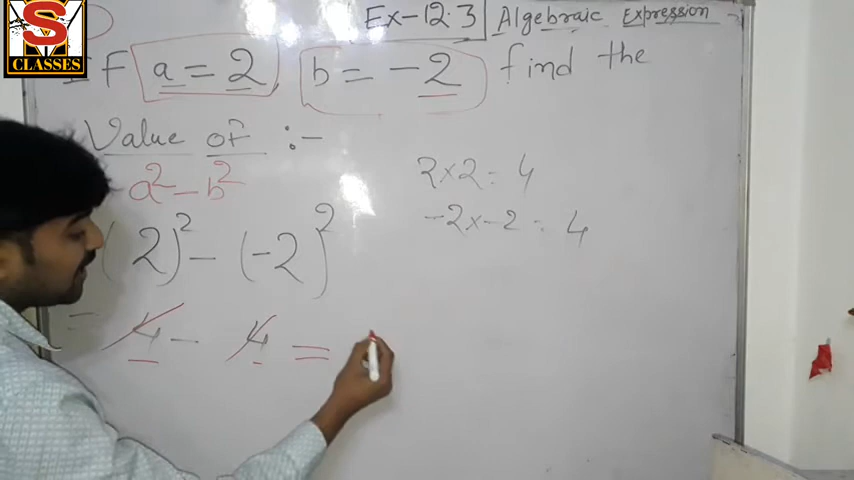 S
CLASSES
Ex-12.3 Algebraic Expression
If a = 2, b = -2 find the
Value of :-
a² - b²
(2)² - (-2)²
= 4 - 4 =
2×2 = 4
-2×-2 = 4